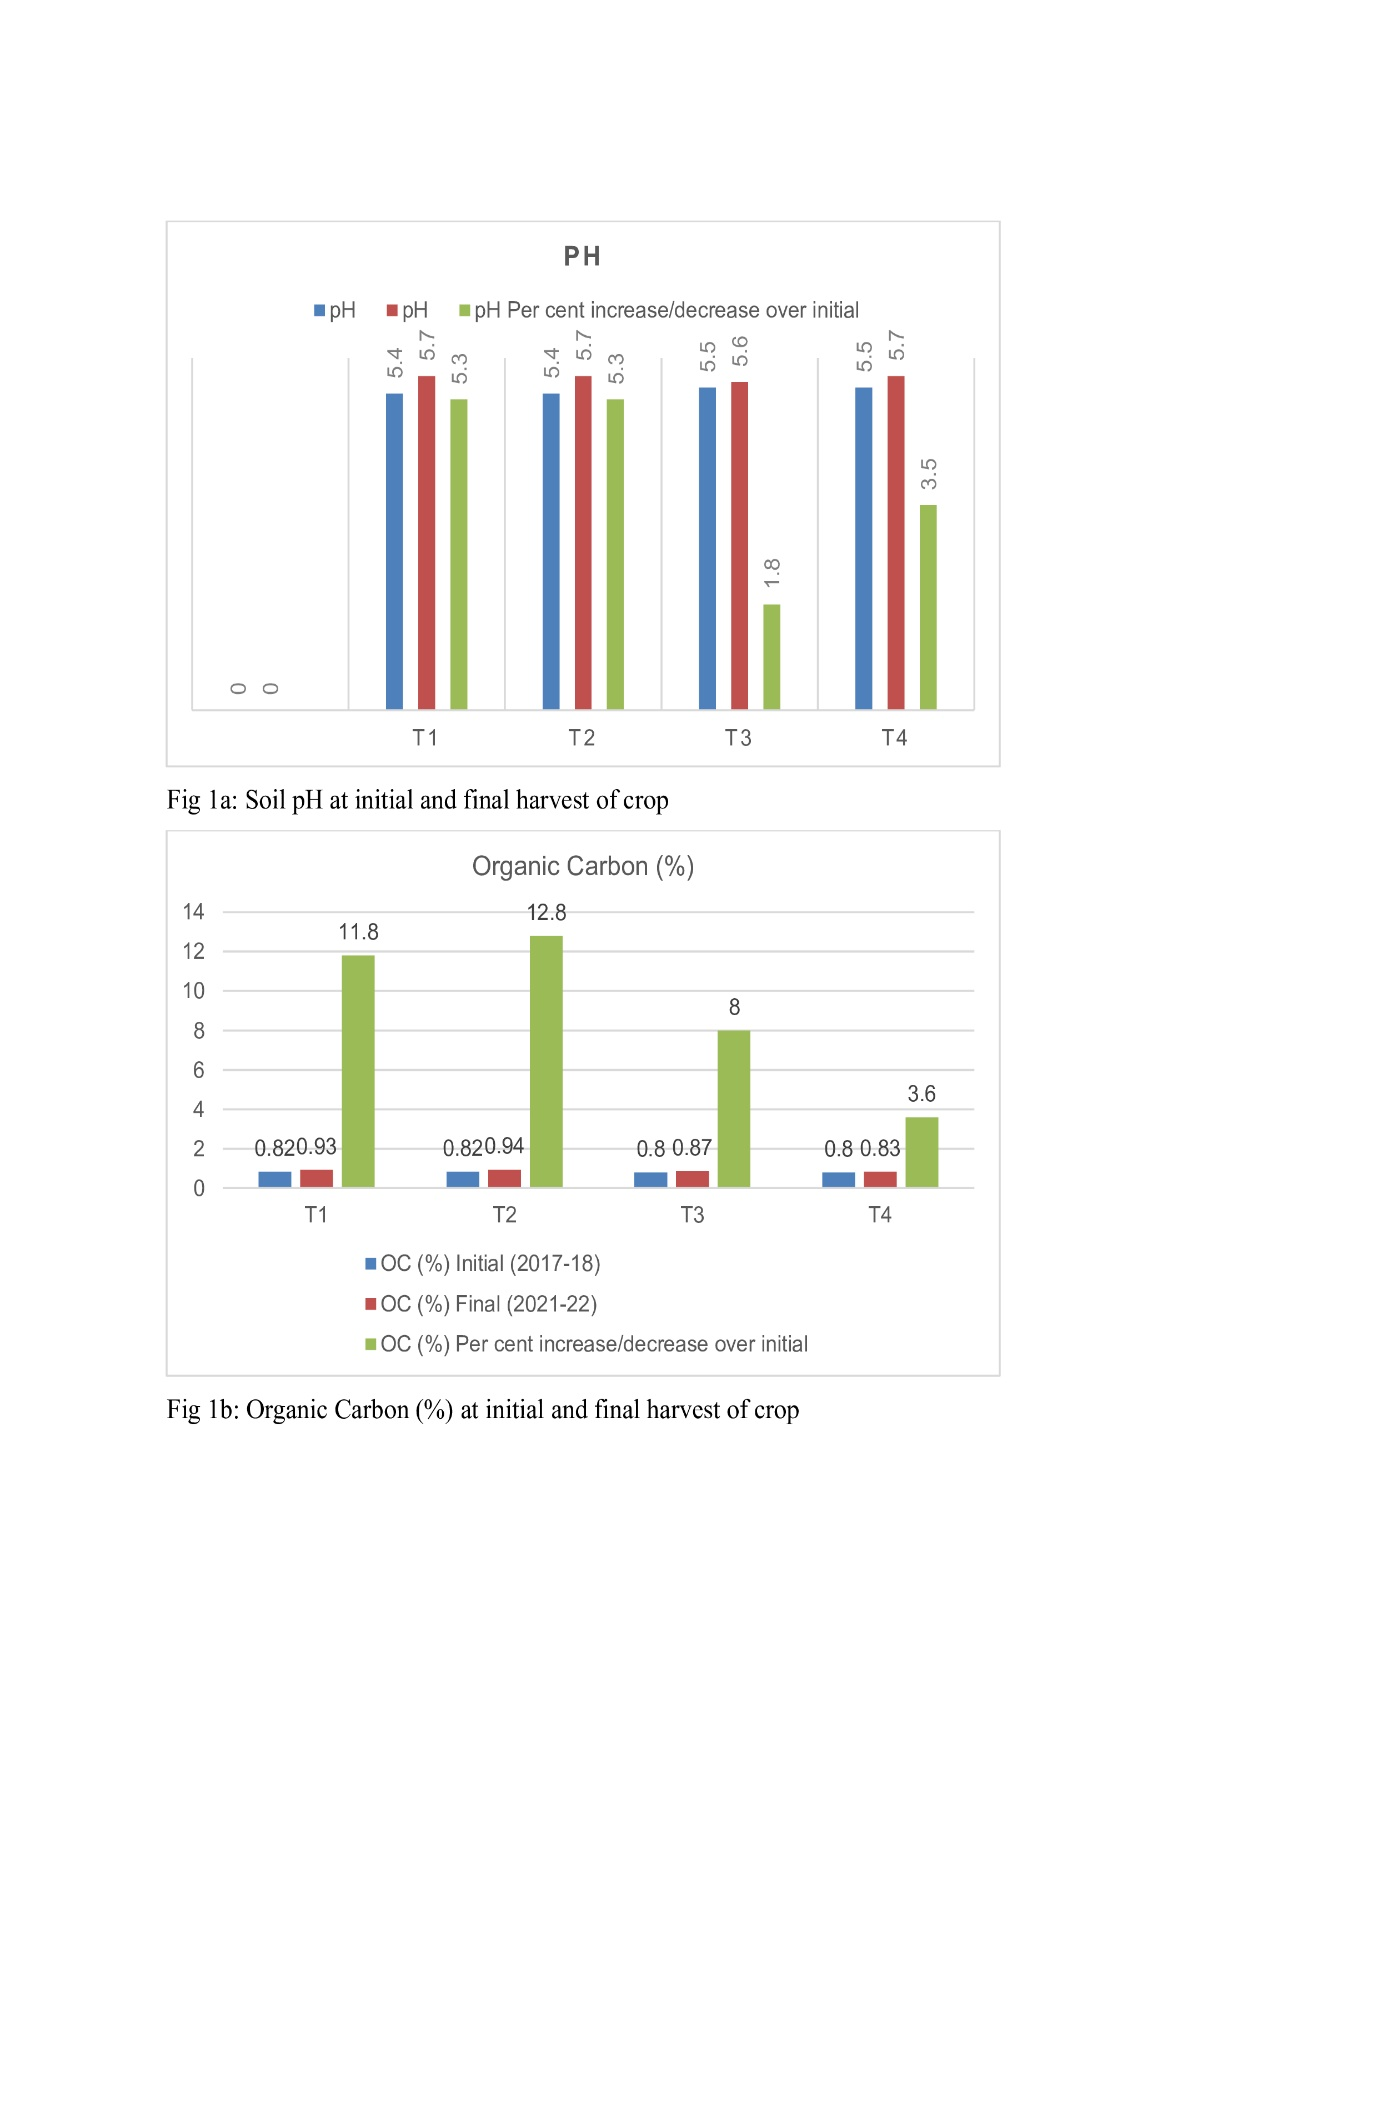 PH
pH pH pH Per cent increase/decrease over initial
0 0 5.4 5.7 5.3 5.4 5.7 5.3 5.5 5.6 1.8 5.5 5.7 3.5
T1 T2 T3 T4
Fig 1a: Soil pH at initial and final harvest of crop
Organic Carbon (%)
14
12
10
8
6
4
2
0
11.8 12.8 8 3.6
0.82 0.93 0.82 0.94 0.8 0.87 0.8 0.83
T1 T2 T3 T4
OC (%) Initial (2017-18)
OC (%) Final (2021-22)
OC (%) Per cent increase/decrease over initial
Fig 1b: Organic Carbon (%) at initial and final harvest of crop